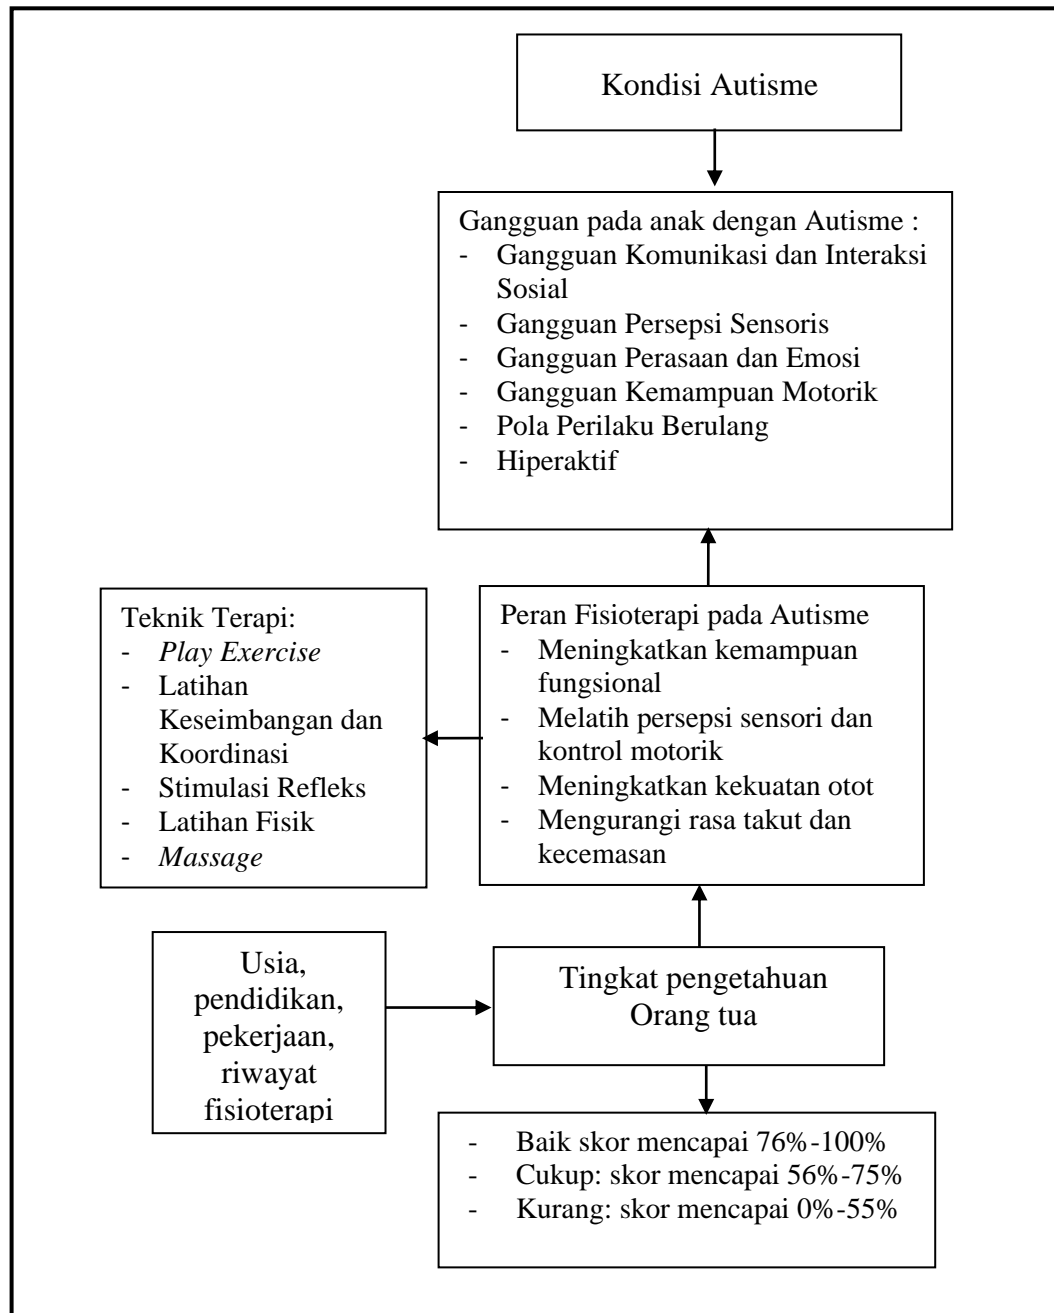 Kondisi Autisme
Gangguan pada anak dengan Autisme :
- Gangguan Komunikasi dan Interaksi
Sosial
- Gangguan Persepsi Sensoris
- Gangguan Perasaan dan Emosi
- Gangguan Kemampuan Motorik
- Pola Perilaku Berulang
- Hiperaktif
Teknik Terapi:
- Play Exercise
- Latihan
Keseimbangan dan
Koordinasi
- Stimulasi Refleks
- Latihan Fisik
- Massage
Peran Fisioterapi pada Autisme
- Meningkatkan kemampuan
fungsional
- Melatih persepsi sensori dan
kontrol motorik
- Meningkatkan kekuatan otot
- Mengurangi rasa takut dan
kecemasan
Usia,
pendidikan,
pekerjaan,
riwayat
fisioterapi
Tingkat pengetahuan
Orang tua
- Baik skor mencapai 76%-100%
- Cukup: skor mencapai 56%-75%
- Kurang: skor mencapai 0%-55%